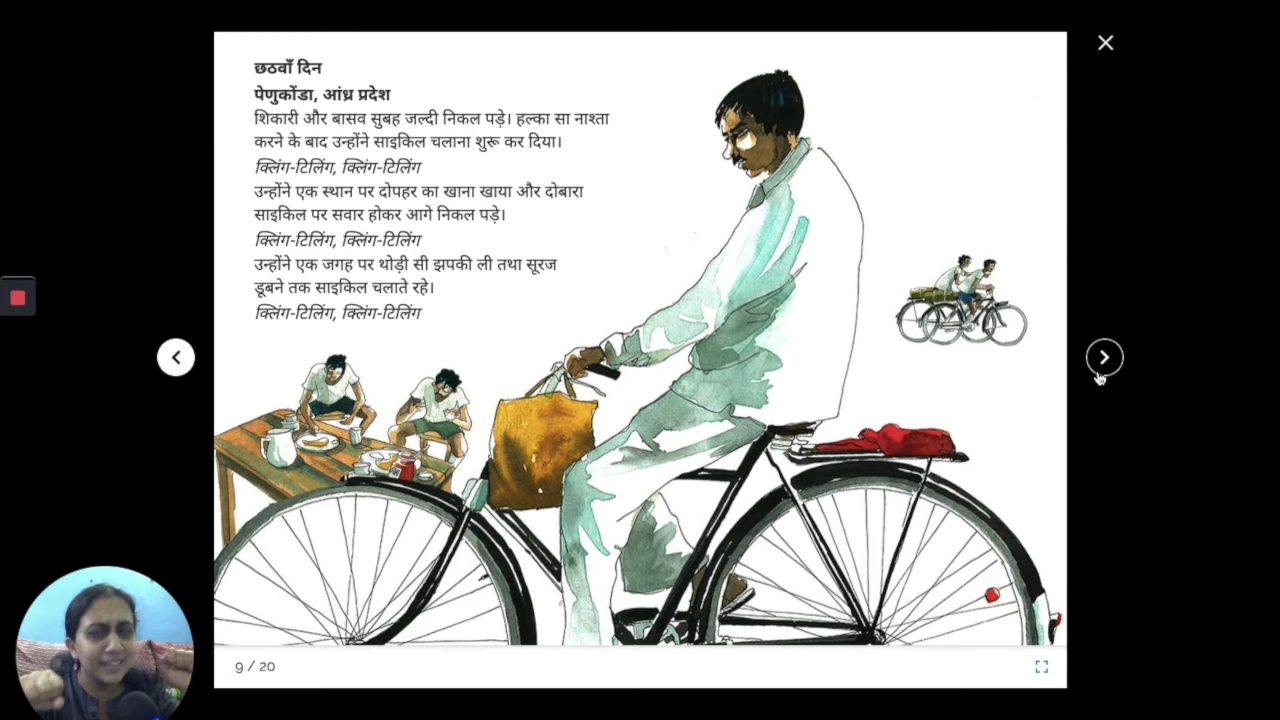 छठवाँ दिन
पेणुकोंडा, आंध्र प्रदेश
शिकारी और बासव सुबह जल्दी निकल पड़े। हल्का सा नाश्ता
करने के बाद उन्होंने साइकिल चलाना शुरू कर दिया।
क्लिंग-टिलिंग, क्लिंग-टिलिंग
उन्होंने एक स्थान पर दोपहर का खाना खाया और दोबारा
साइकिल पर सवार होकर आगे निकल पड़े।
क्लिंग-टिलिंग, क्लिंग-टिलिंग
उन्होंने एक जगह पर थोड़ी सी झपकी ली तथा सूरज
डूबने तक साइकिल चलाते रहे।
क्लिंग-टिलिंग, क्लिंग-टिलिंग
9 / 20